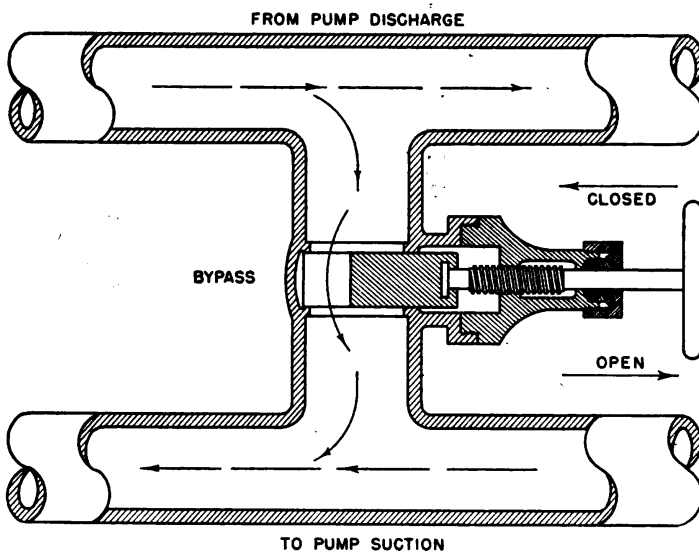 FROM PUMP DISCHARGE
CLOSED
BYPASS
OPEN
TO PUMP SUCTION